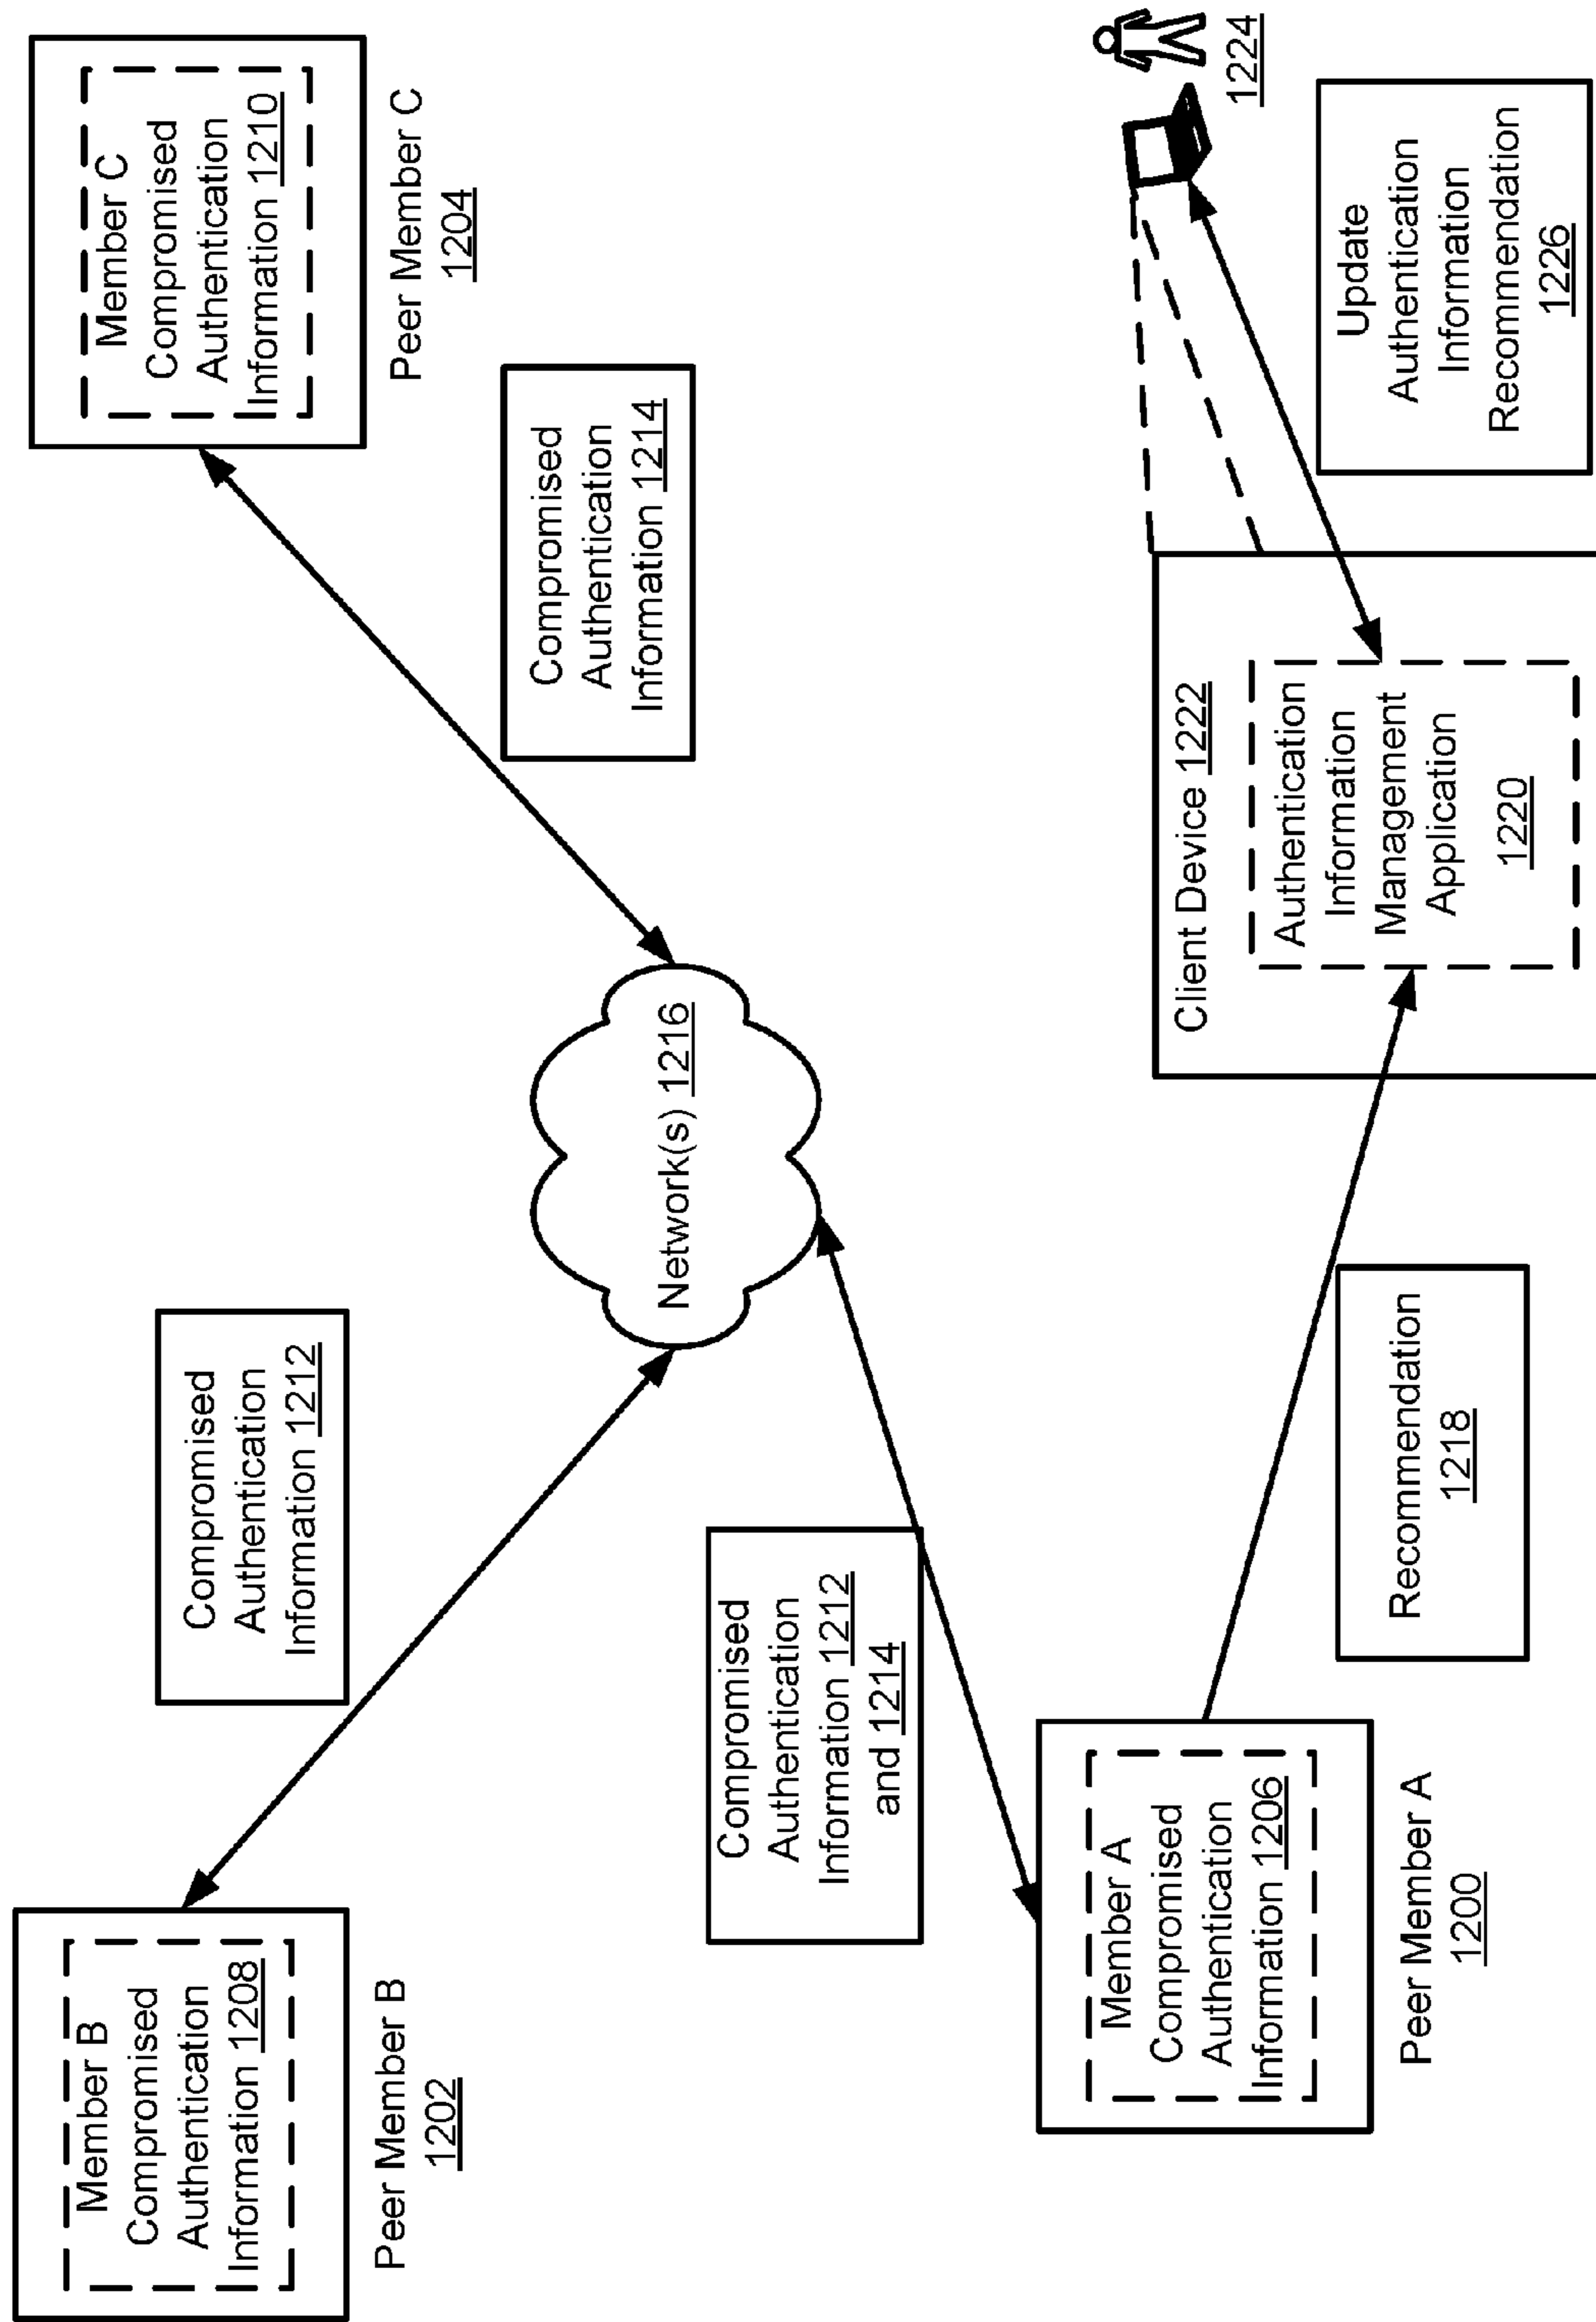 Member B
Compromised
Authentication
Information 1208
Peer Member B
1202
Compromised
Authentication
Information 1212
Member C
Compromised
Authentication
Information 1210
Peer Member C
1204
Compromised
Authentication
Information 1214
Network(s) 1216
Compromised
Authentication
Information 1212
and 1214
Member A
Compromised
Authentication
Information 1206
Peer Member A
1200
Recommendation
1218
Client Device 1222
Authentication
Information
Management
Application
1220
1224
Update
Authentication
Information
Recommendation
1226